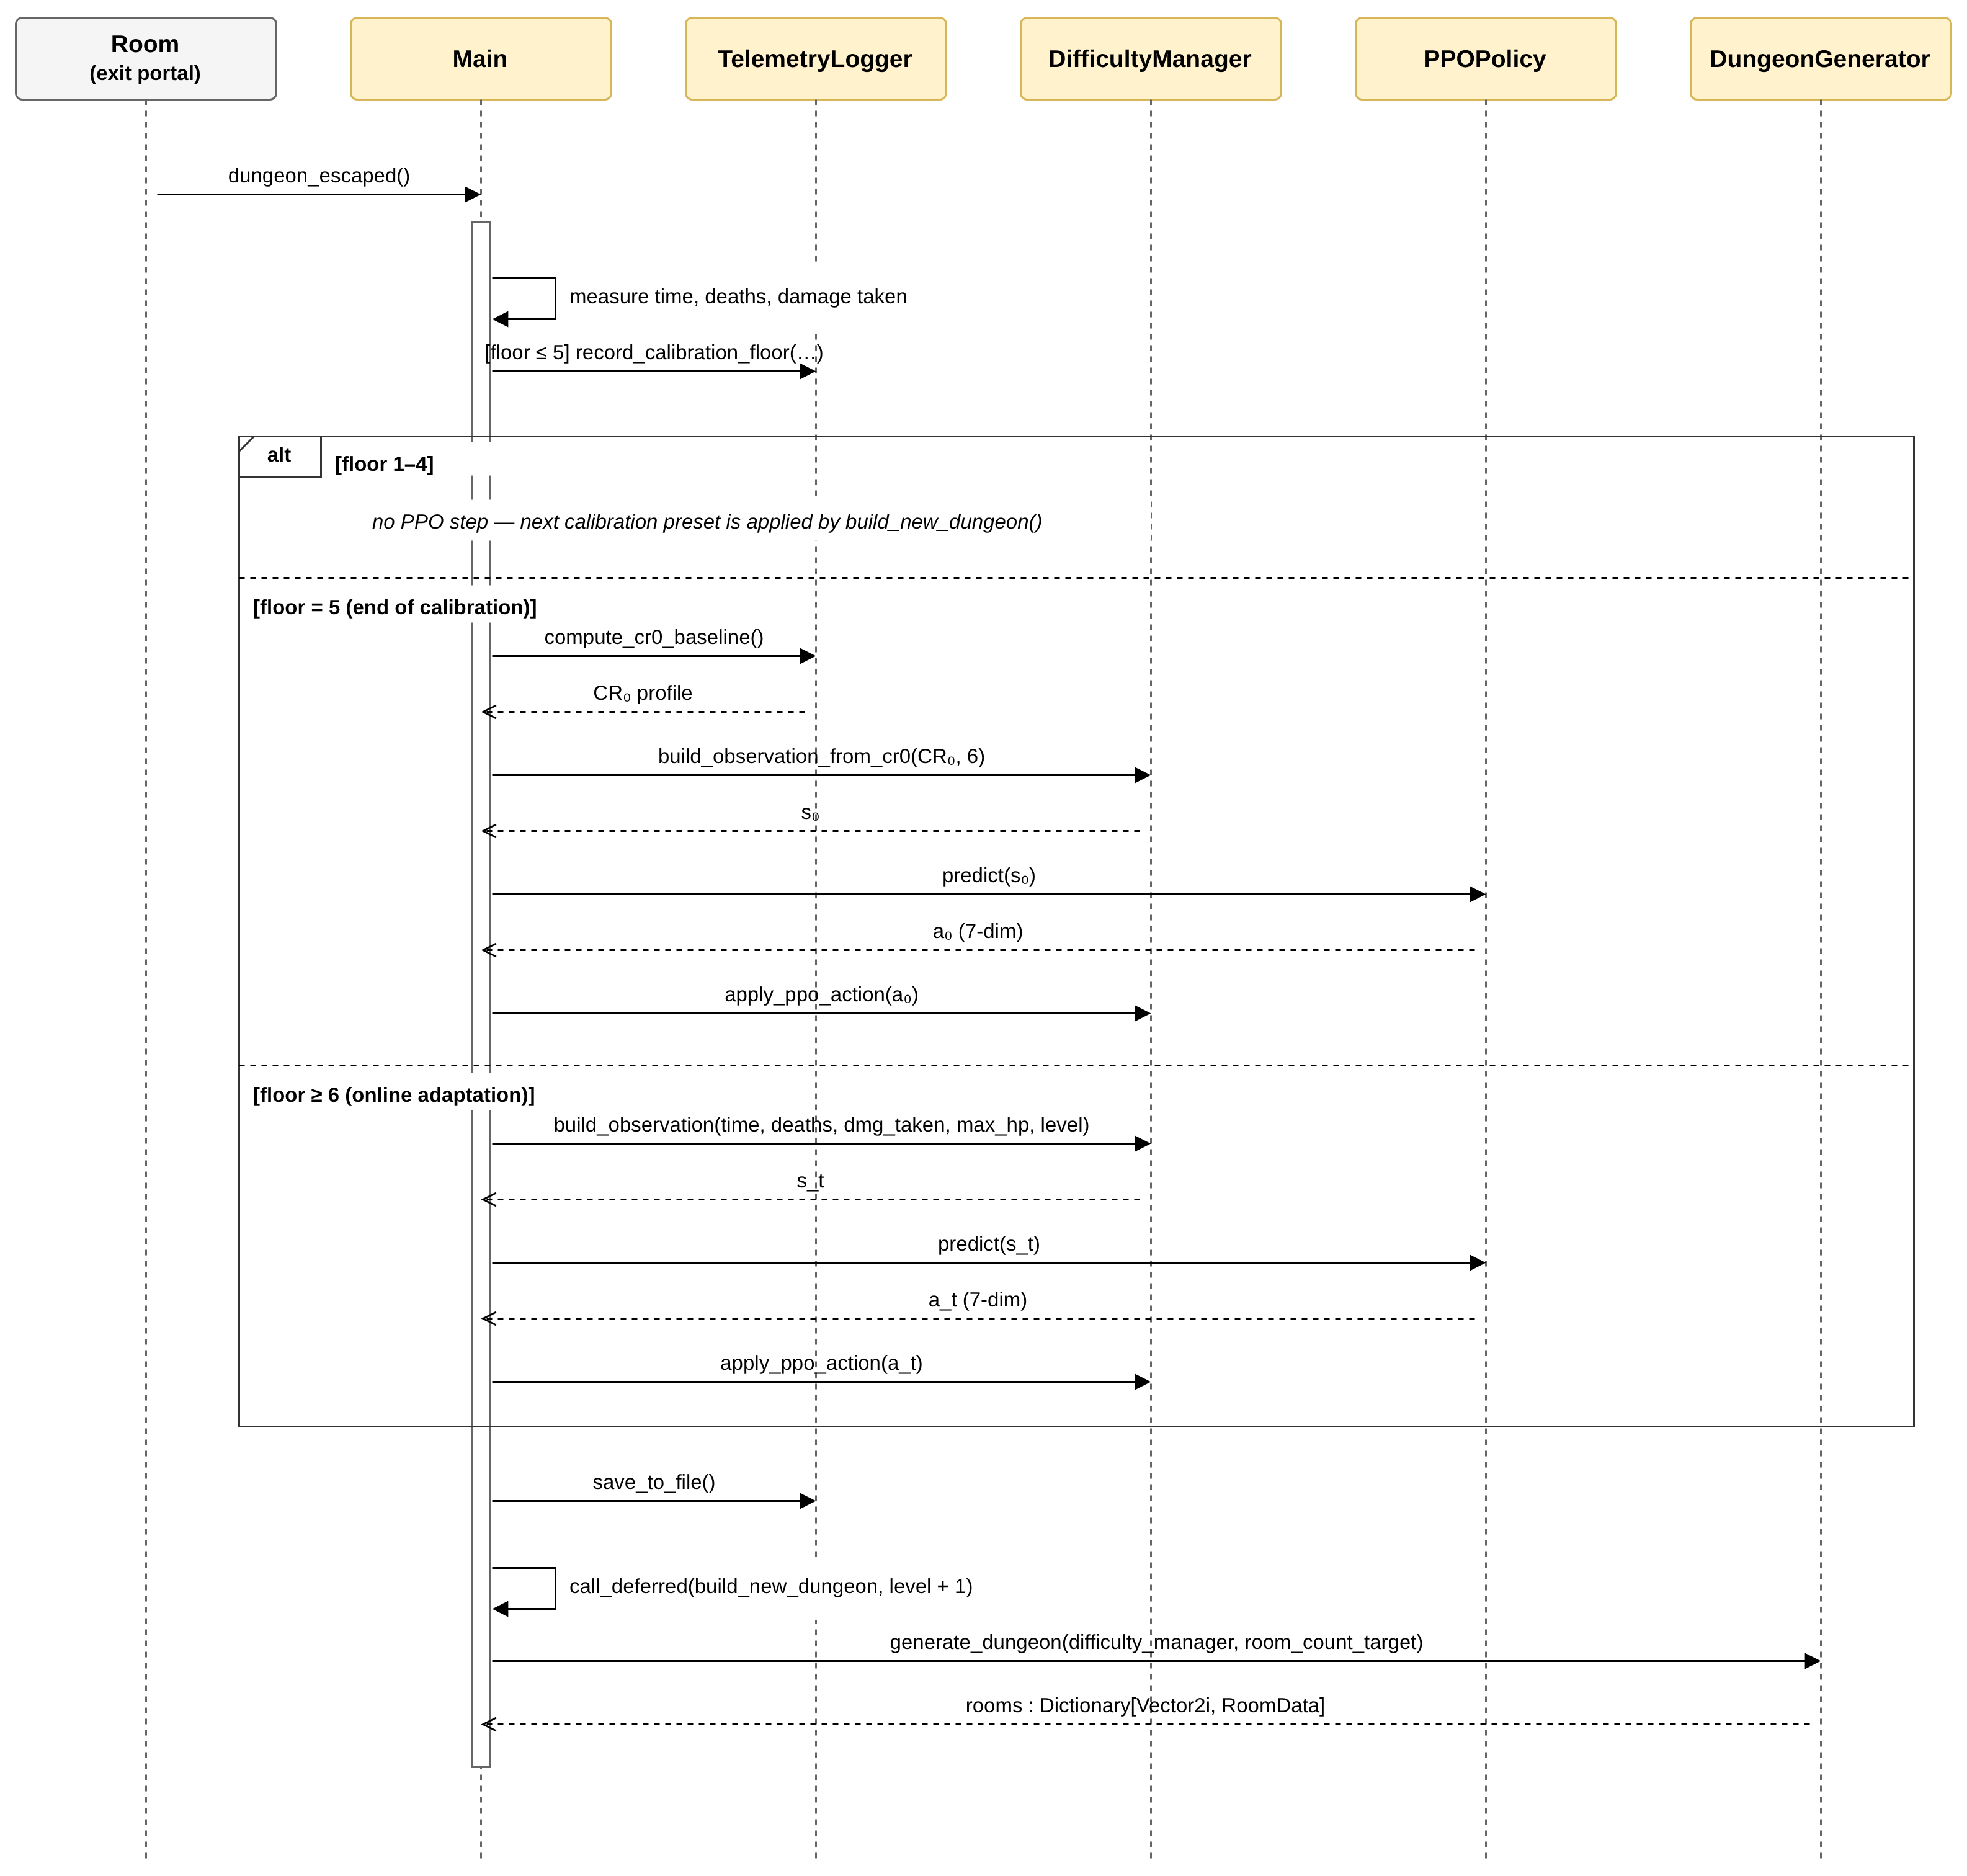 Room
(exit portal)
Main
TelemetryLogger
DifficultyManager
PPOPolicy
DungeonGenerator
dungeon_escaped()
measure time, deaths, damage taken
[floor ≤ 5] record_calibration_floor(…)
alt
[floor 1–4]
no PPO step — next calibration preset is applied by build_new_dungeon()
[floor = 5 (end of calibration)]
compute_cr0_baseline()
CR₀ profile
build_observation_from_cr0(CR₀, 6)
s₀
predict(s₀)
a₀ (7-dim)
apply_ppo_action(a₀)
[floor ≥ 6 (online adaptation)]
build_observation(time, deaths, dmg_taken, max_hp, level)
s_t
predict(s_t)
a_t (7-dim)
apply_ppo_action(a_t)
save_to_file()
call_deferred(build_new_dungeon, level + 1)
generate_dungeon(difficulty_manager, room_count_target)
rooms : Dictionary[Vector2i, RoomData]